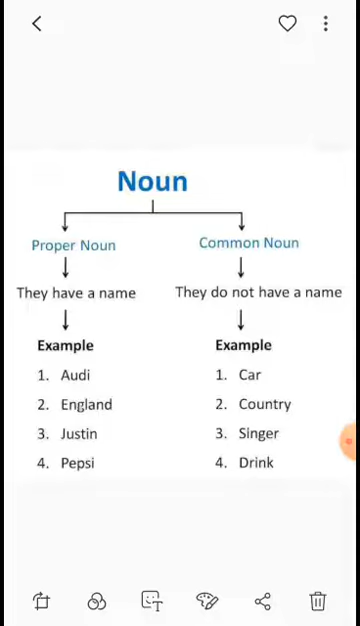 Noun
Proper Noun
Common Noun
They have a name
They do not have a name
Example
Example
1. Audi
1. Car
2. England
2. Country
3. Justin
3. Singer
4. Pepsi
4. Drink